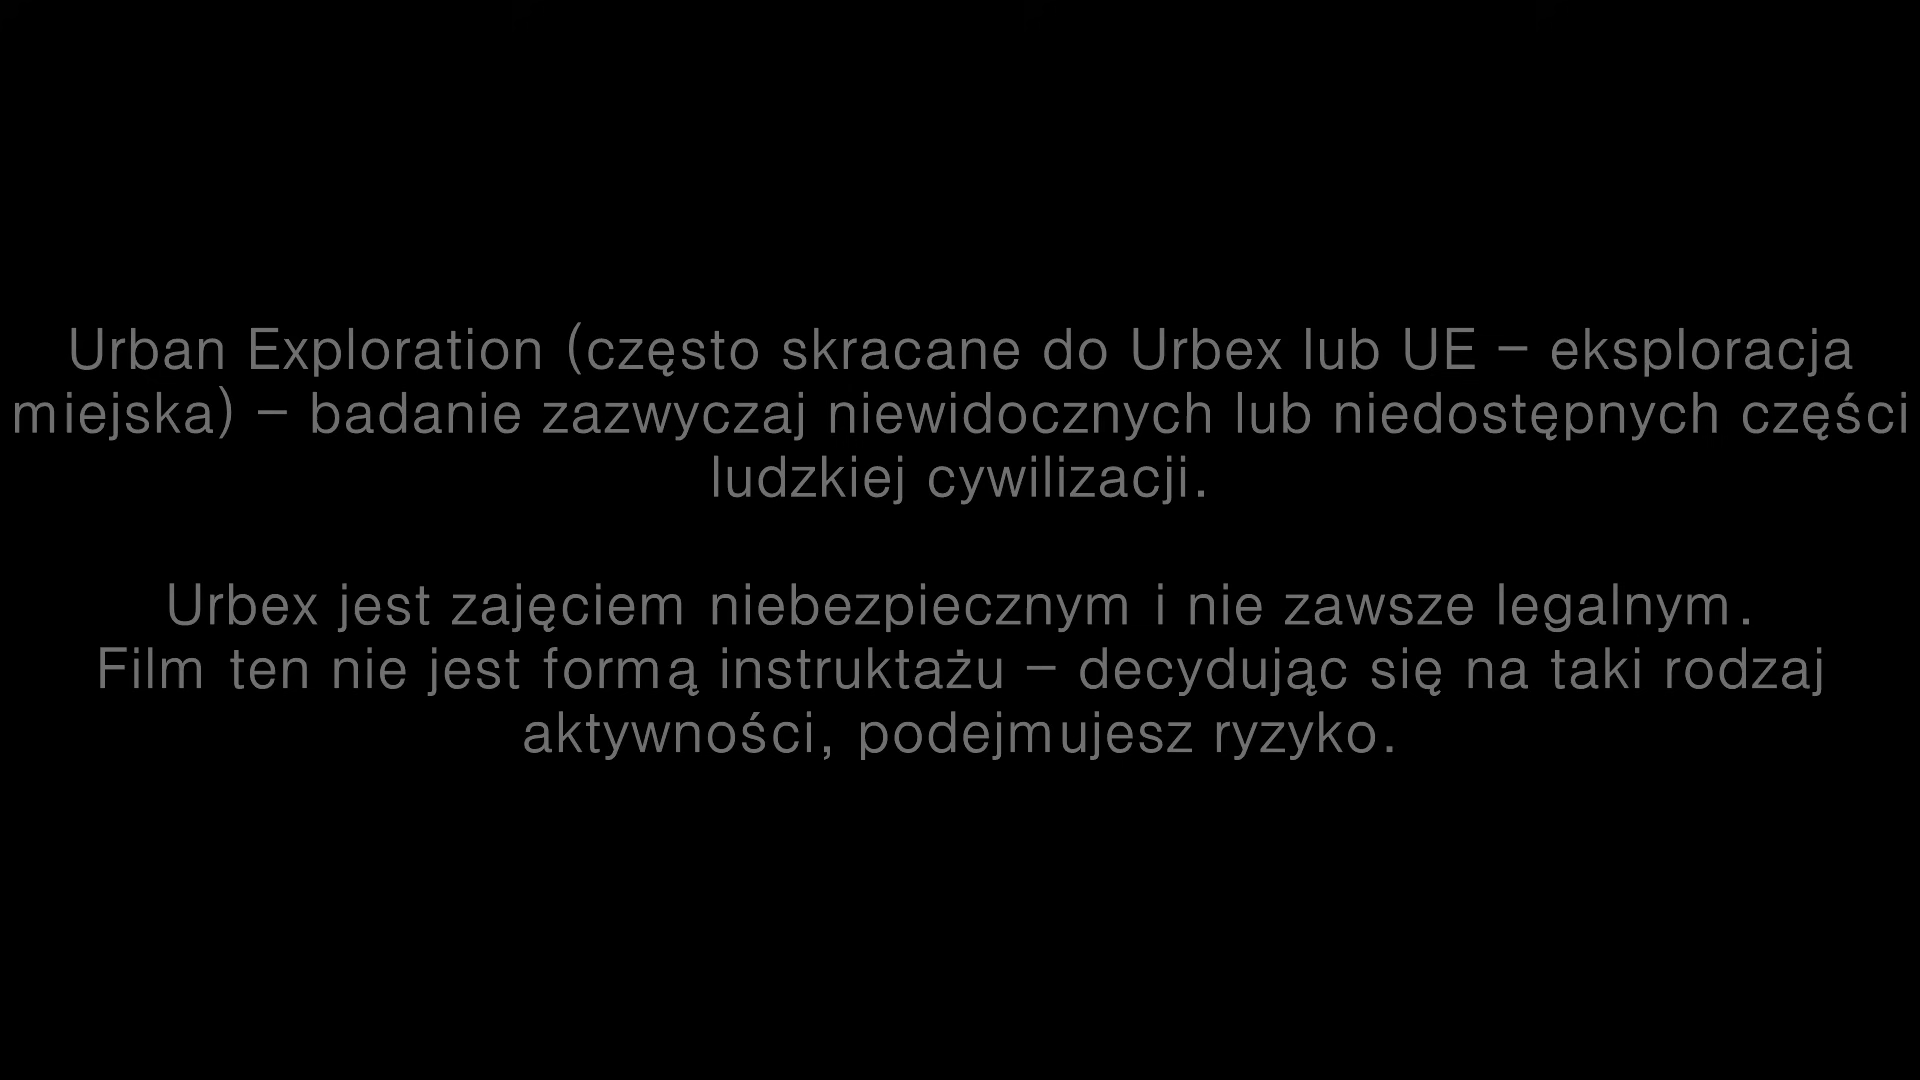 Urban Exploration (często skracane do Urbex lub UE – eksploracja
miejska) – badanie zazwyczaj niewidocznych lub niedostępnych części
ludzkiej cywilizacji.
Urbex jest zajęciem niebezpiecznym i nie zawsze legalnym.
Film ten nie jest formą instruktażu – decydując się na taki rodzaj
aktywności, podejmujesz ryzyko.